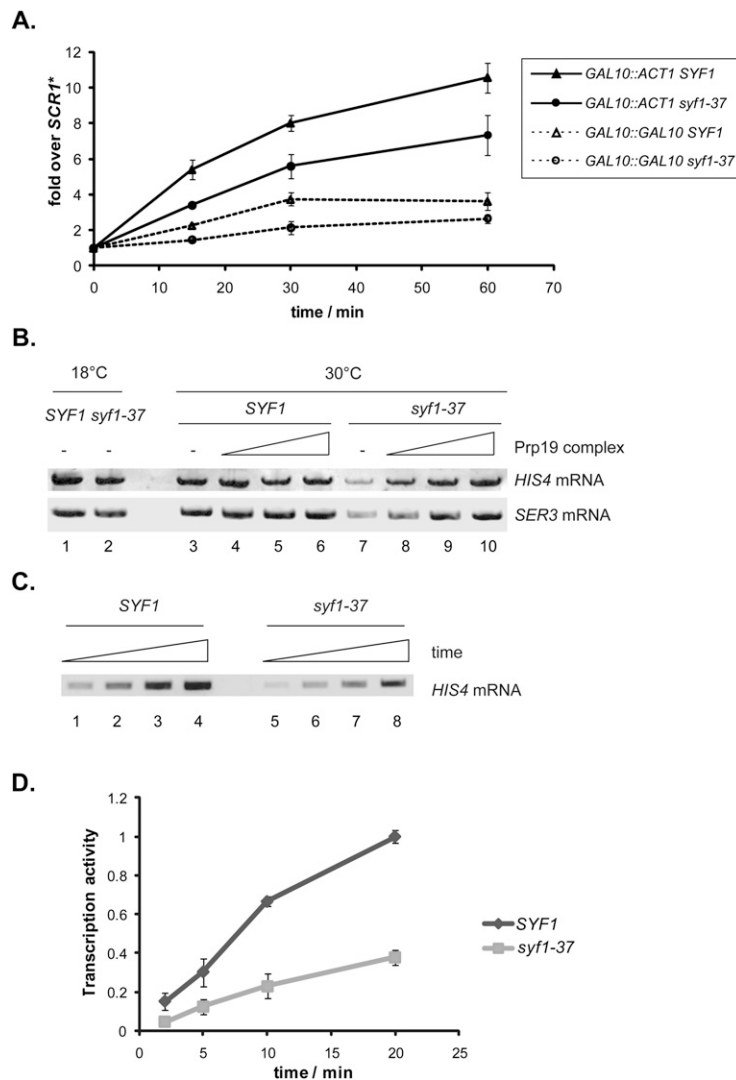 A.
12
10
8
6
4
2
0
fold over SCR1*
0 10 20 30 40 50 60 70
time / min
GAL10::ACT1 SYF1
GAL10::ACT1 syf1-37
GAL10::GAL10 SYF1
GAL10::GAL10 syf1-37
B.
18°C 30°C
SYF1 syf1-37 SYF1 syf1-37
- - - - Prp19 complex
HIS4 mRNA
SER3 mRNA
1 2 3 4 5 6 7 8 9 10
C.
SYF1 syf1-37
time
HIS4 mRNA
1 2 3 4 5 6 7 8
D.
1.2
1
0.8
0.6
0.4
0.2
0
Transcription activity
0 5 10 15 20 25
time / min
SYF1
syf1-37